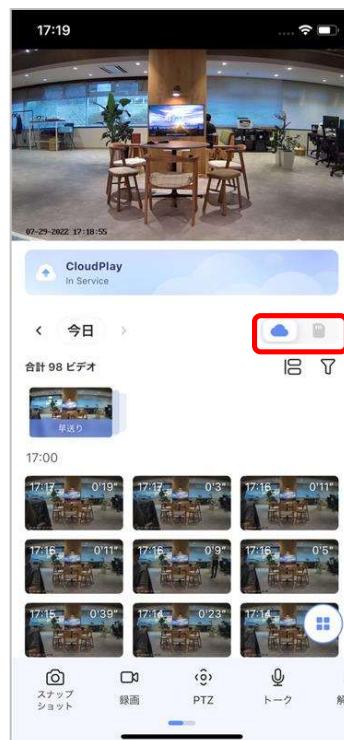 17:19
07-29-2022 17:18:55
CloudPlay
In Service
今日
合計 98 ビデオ
早送り
17:00
17:17 0'19" 17:17 0'3" 17:16 0'11"
17:16 0'11" 17:16 0'9" 17:16 0'5"
17:15 0'39" 17:14 0'23" 17:14
スナップ
ショット
録画
PTZ
トーク